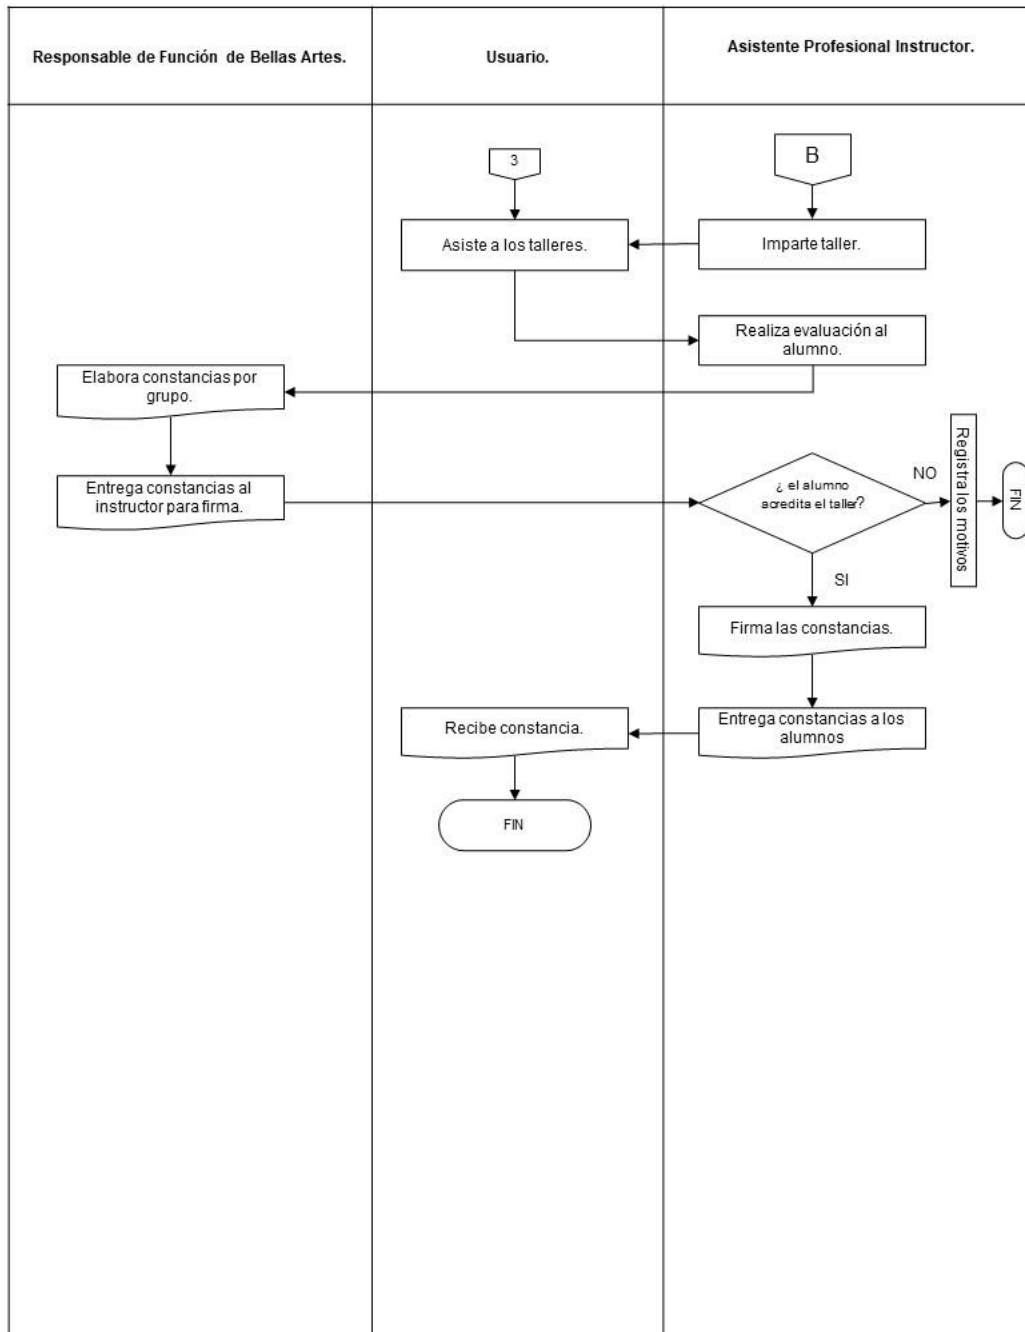 Responsable de Función de Bellas Artes.
Usuario.
Asistente Profesional Instructor.
3
B
Asiste a los talleres.
Imparte taller.
Realiza evaluación al
alumno.
Elabora constancias por
grupo.
Entrega constancias al
instructor para firma.
¿ el alumno
acredita el taller?
NO
Registra los motivos
FIN
SI
Firma las constancias.
Entrega constancias a los
alumnos
Recibe constancia.
FIN